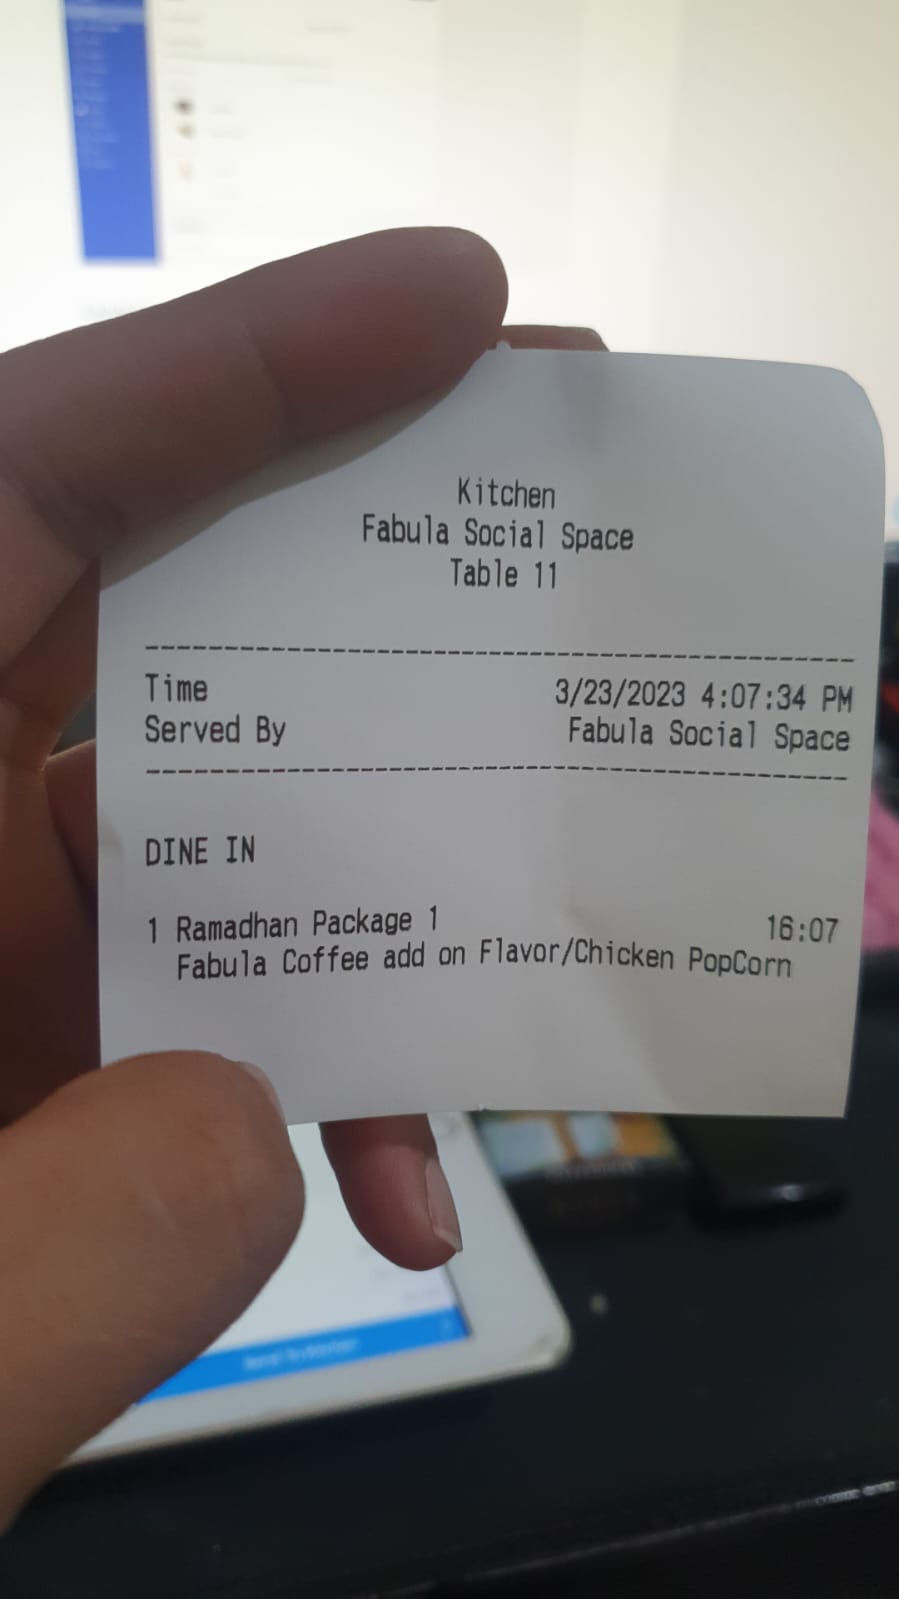 Kitchen
Fabula Social Space
Table 11
Time 3/23/2023 4:07:34 PM
Served By Fabula Social Space
DINE IN
1 Ramadhan Package 1 16:07
Fabula Coffee add on Flavor/Chicken PopCorn